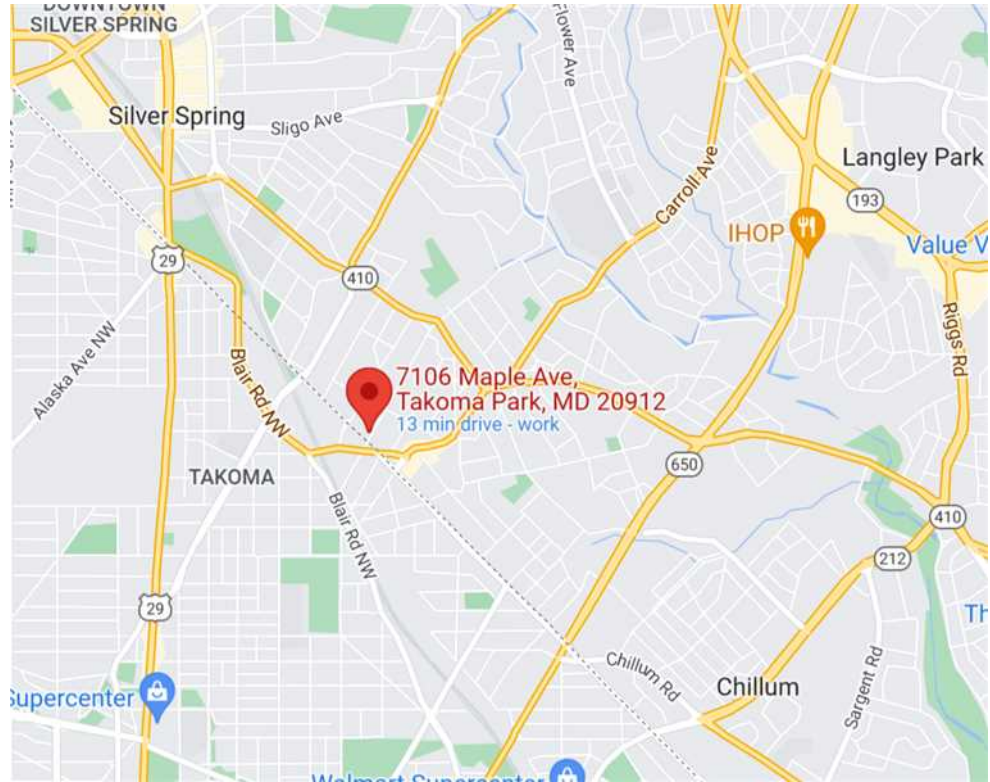 DOWNTOWN
SILVER SPRING
Flower Ave
Silver Spring
Sligo Ave
Langley Park
Carroll Ave
193
IHOP
29
Value V
410
Riggs Rd
Alaska Ave NW
Blair Rd NW
7106 Maple Ave,
Takoma Park, MD 20912
13 min drive - work
TAKOMA
650
Blair Rd NW
410
212
29
Th
Chillum Rd
Supercenter
Chillum
Sargent Rd
Walmart Supercenter